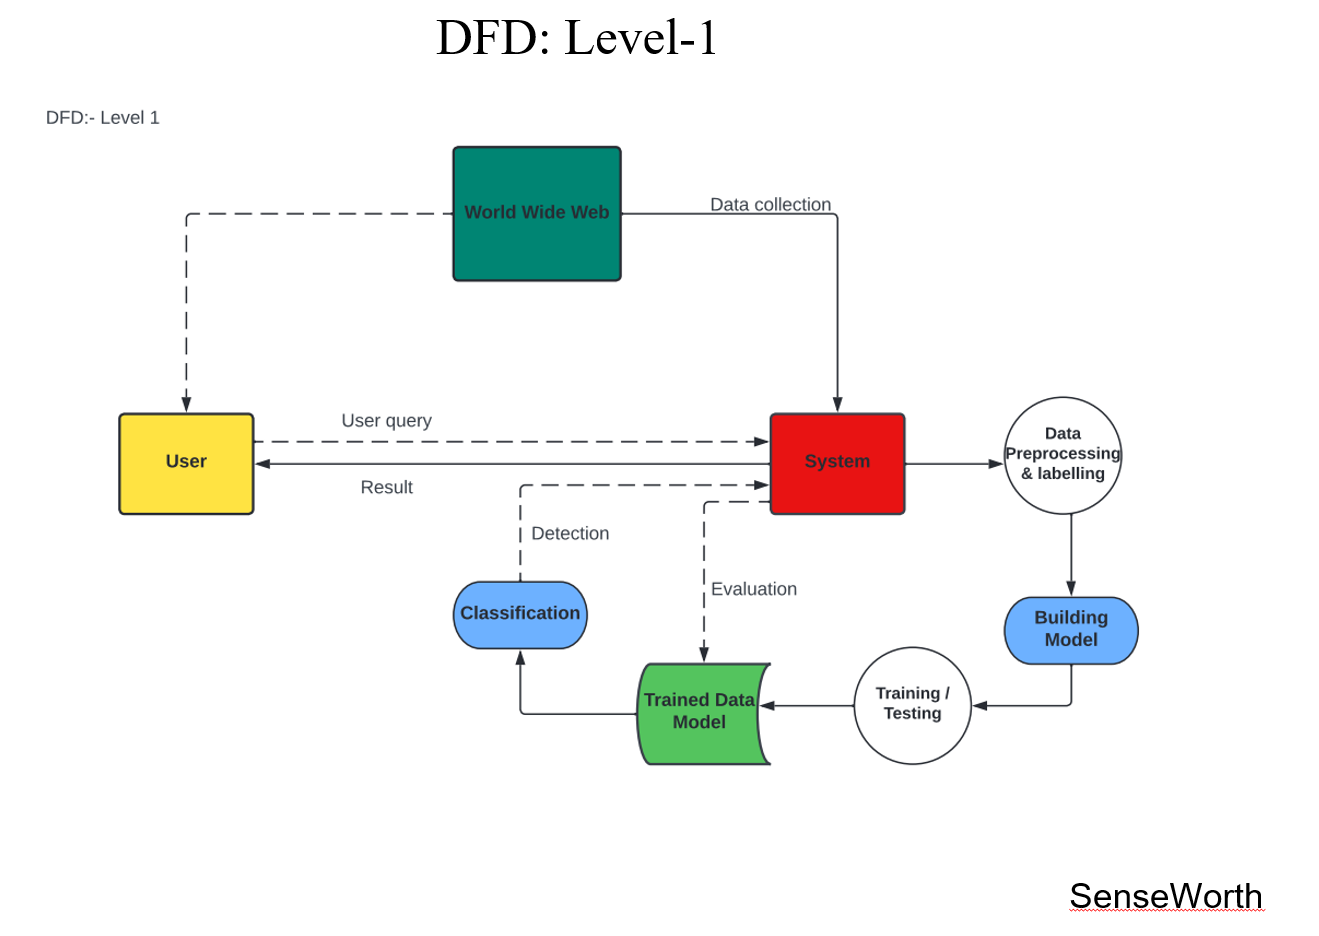 DFD: Level-1
DFD:- Level 1
World Wide Web
Data collection
User query
User
System
Data
Preprocessing
& labelling
Result
Detection
Evaluation
Classification
Building
Model
Trained Data
Model
Training /
Testing
SenseWorth